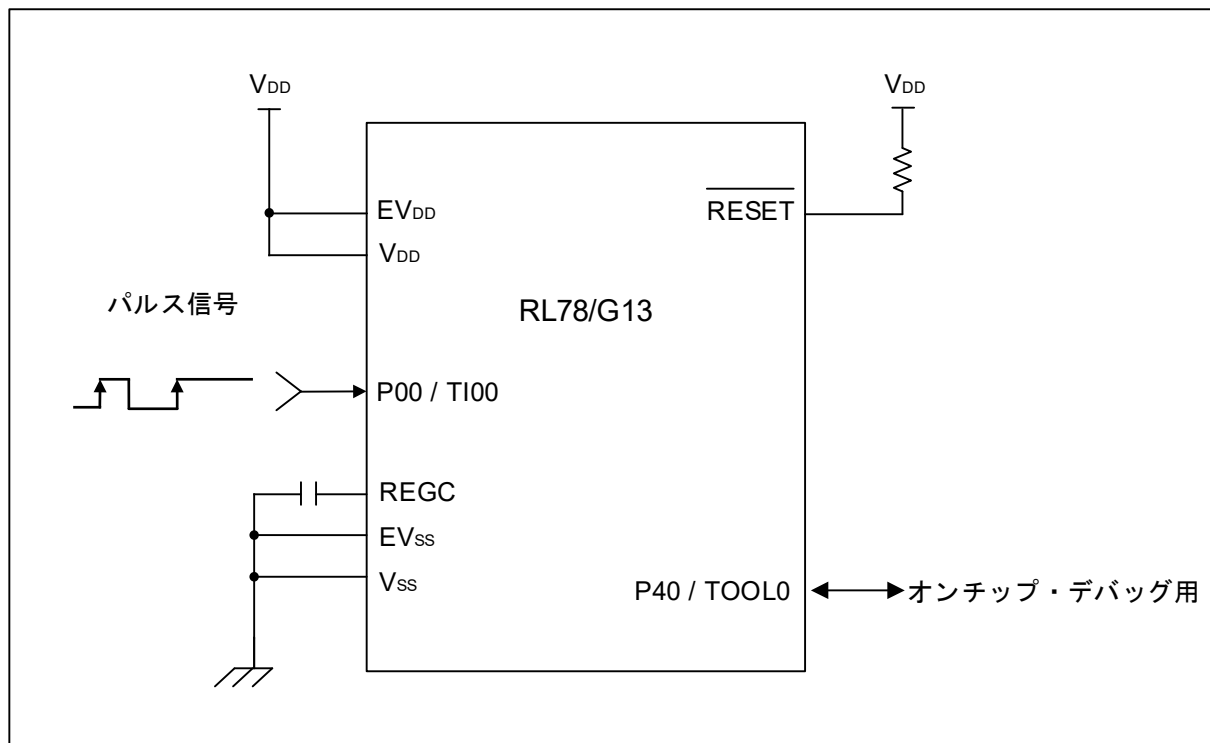 VDD
VDD
EVDD
RESET
VDD
パルス信号
RL78/G13
P00 / TI00
REGC
EVSS
VSS
P40 / TOOL0
オンチップ・デバッグ用